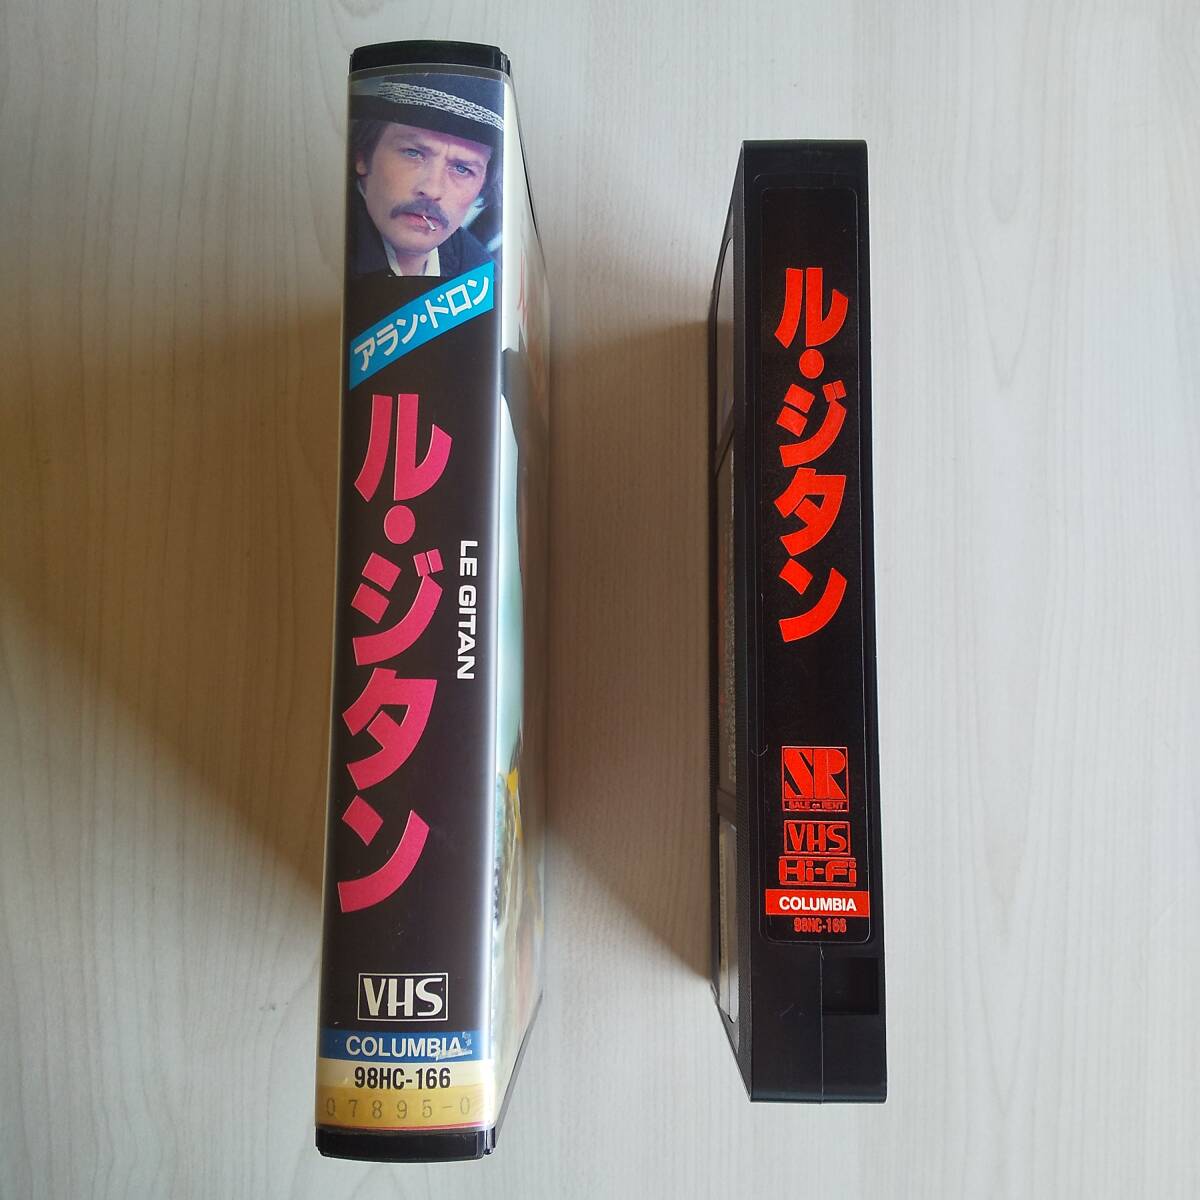 アラン・ドロン
ル・ジタン
LE GITAN
VHS
COLUMBIA
98HC-166
07895-0
ル・ジタン
SR
SALE or RENT
VHS
Hi-Fi
COLUMBIA
98HC-166